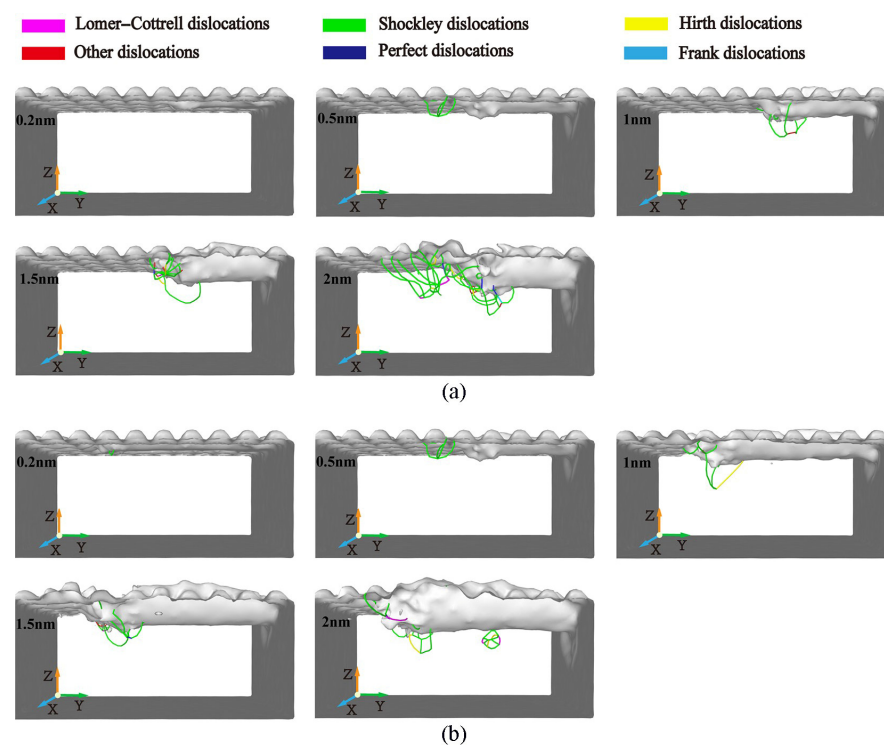 Lomer–Cottrell dislocations Shockley dislocations Hirth dislocations
Other dislocations Perfect dislocations Frank dislocations
0.2nm 0.5nm 1nm
Z Z Z
X Y X Y X Y
1.5nm 2nm
Z Z
X Y X Y
(a)
0.2nm 0.5nm 1nm
Z Z Z
X Y X Y X Y
1.5nm 2nm
Z Z
X Y X Y
(b)